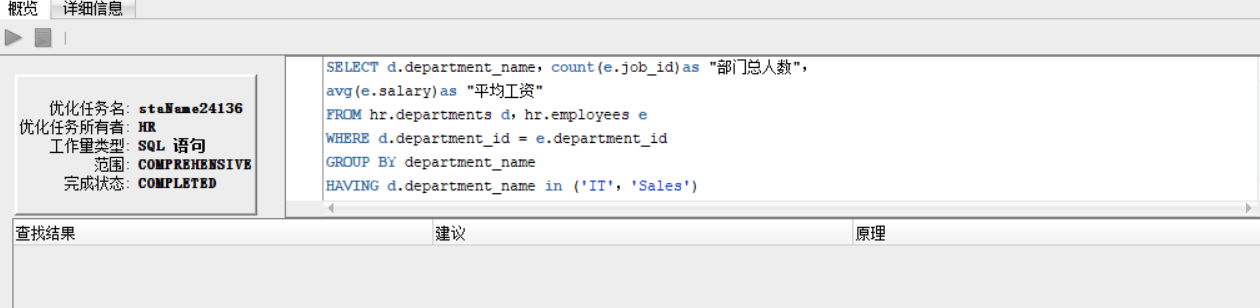 概览 详细信息
优化任务名: staName24136
优化任务所有者: HR
工作量类型: SQL 语句
范围: COMPREHENSIVE
完成状态: COMPLETED
SELECT d.department_name，count(e.job_id)as "部门总人数"，
avg(e.salary)as "平均工资"
FROM hr.departments d，hr.employees e
WHERE d.department_id = e.department_id
GROUP BY department_name
HAVING d.department_name in ('IT'，'Sales')
查找结果 建议 原理